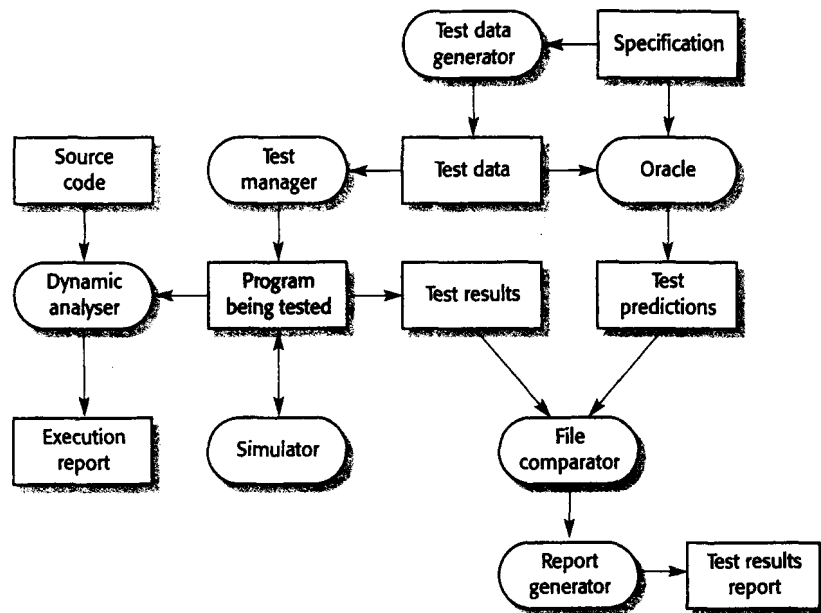 Test data
generator
Specification
Source
code
Test
manager
Test data
Oracle
Dynamic
analyser
Program
being tested
Test results
Test
predictions
Execution
report
Simulator
File
comparator
Report
generator
Test results
report